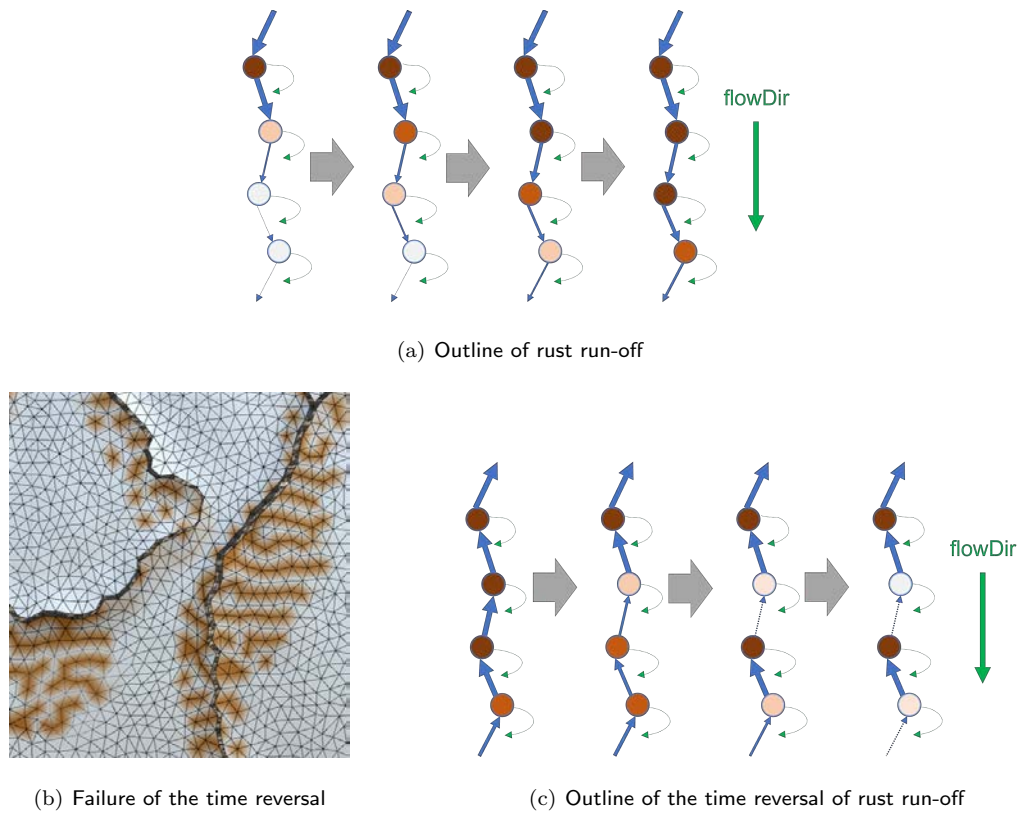 flowDir
(a) Outline of rust run-off
flowDir
(b) Failure of the time reversal
(c) Outline of the time reversal of rust run-off